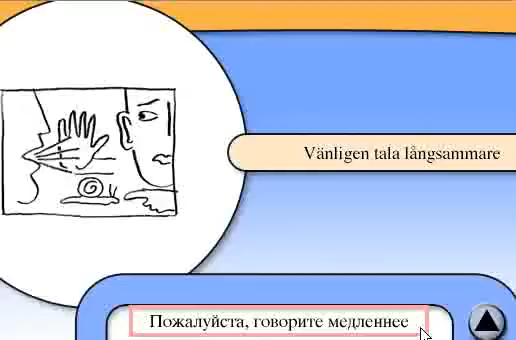 Vänligen tala långsammare
Пожалуйста, говорите медленнее